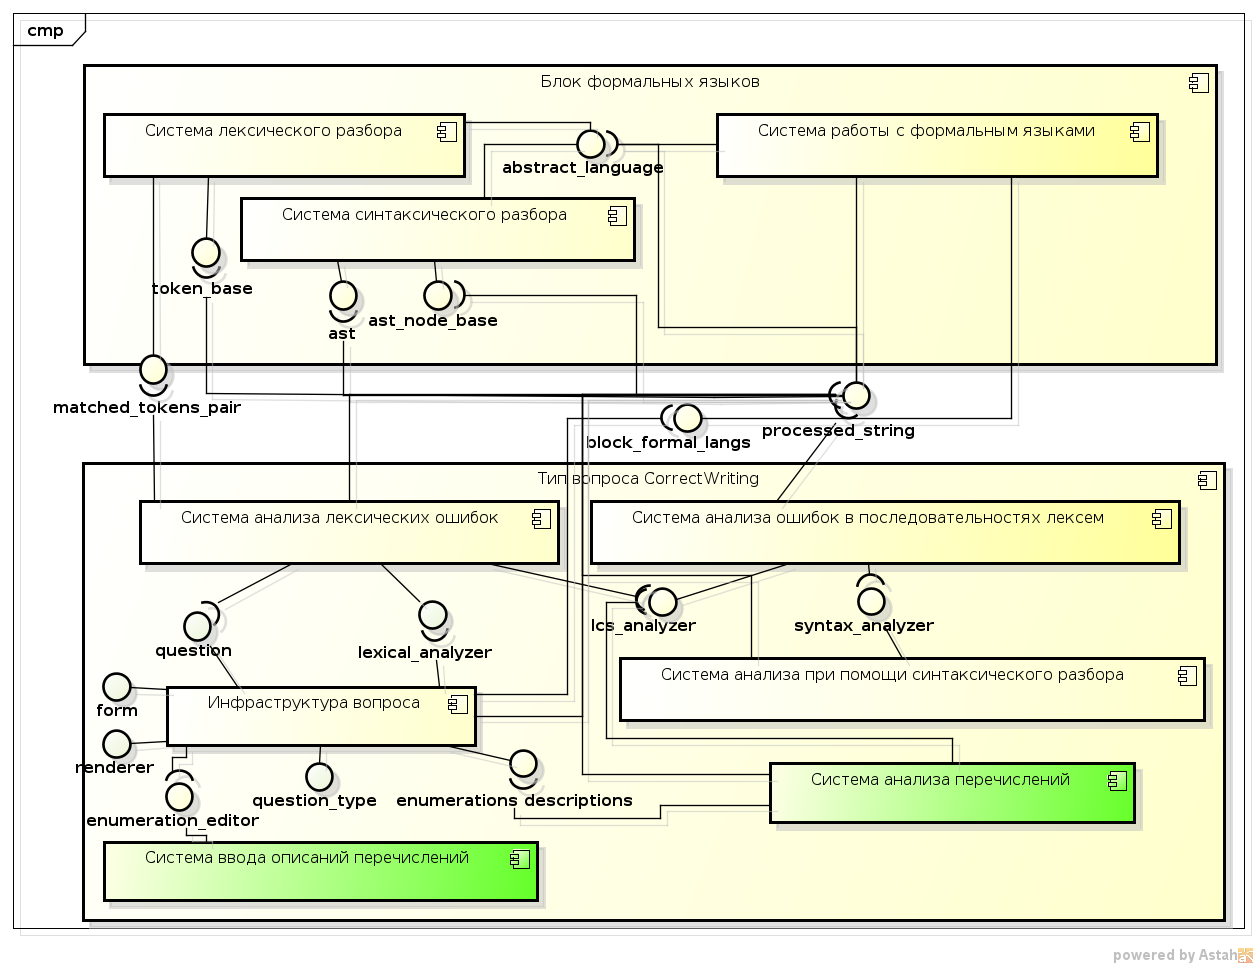 cmp
Блок формальных языков
Система лексического разбора
Система работы с формальными языками
abstract_language
Система синтаксического разбора
token_base
ast_node_base
ast
matched_tokens_pair
processed_string
block_formal_langs
Тип вопроса CorrectWriting
Система анализа лексических ошибок
Система анализа ошибок в последовательностях лексем
lcs_analyzer
syntax_analyzer
question
lexical_analyzer
Система анализа при помощи синтаксического разбора
Инфраструктура вопроса
form
renderer
Система анализа перечислений
question_type
enumerations descriptions
enumeration_editor
Система ввода описаний перечислений
powered by Astah